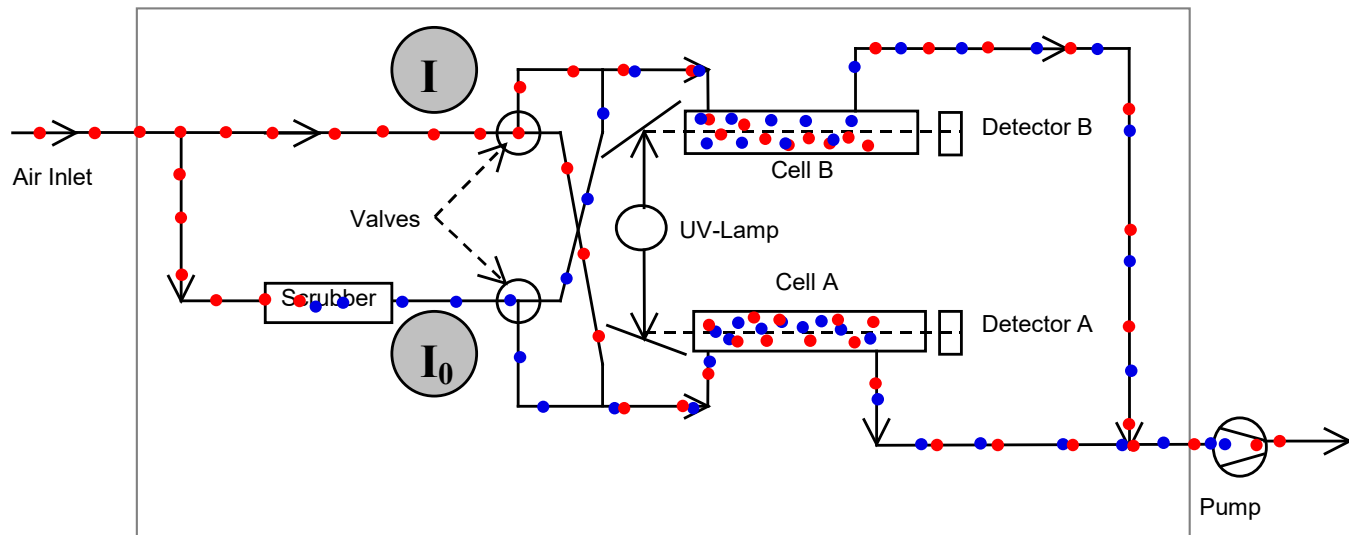 I
Detector B
Air Inlet
Cell B
Valves
UV-Lamp
Cell A
Scrubber
Detector A
I₀
Pump